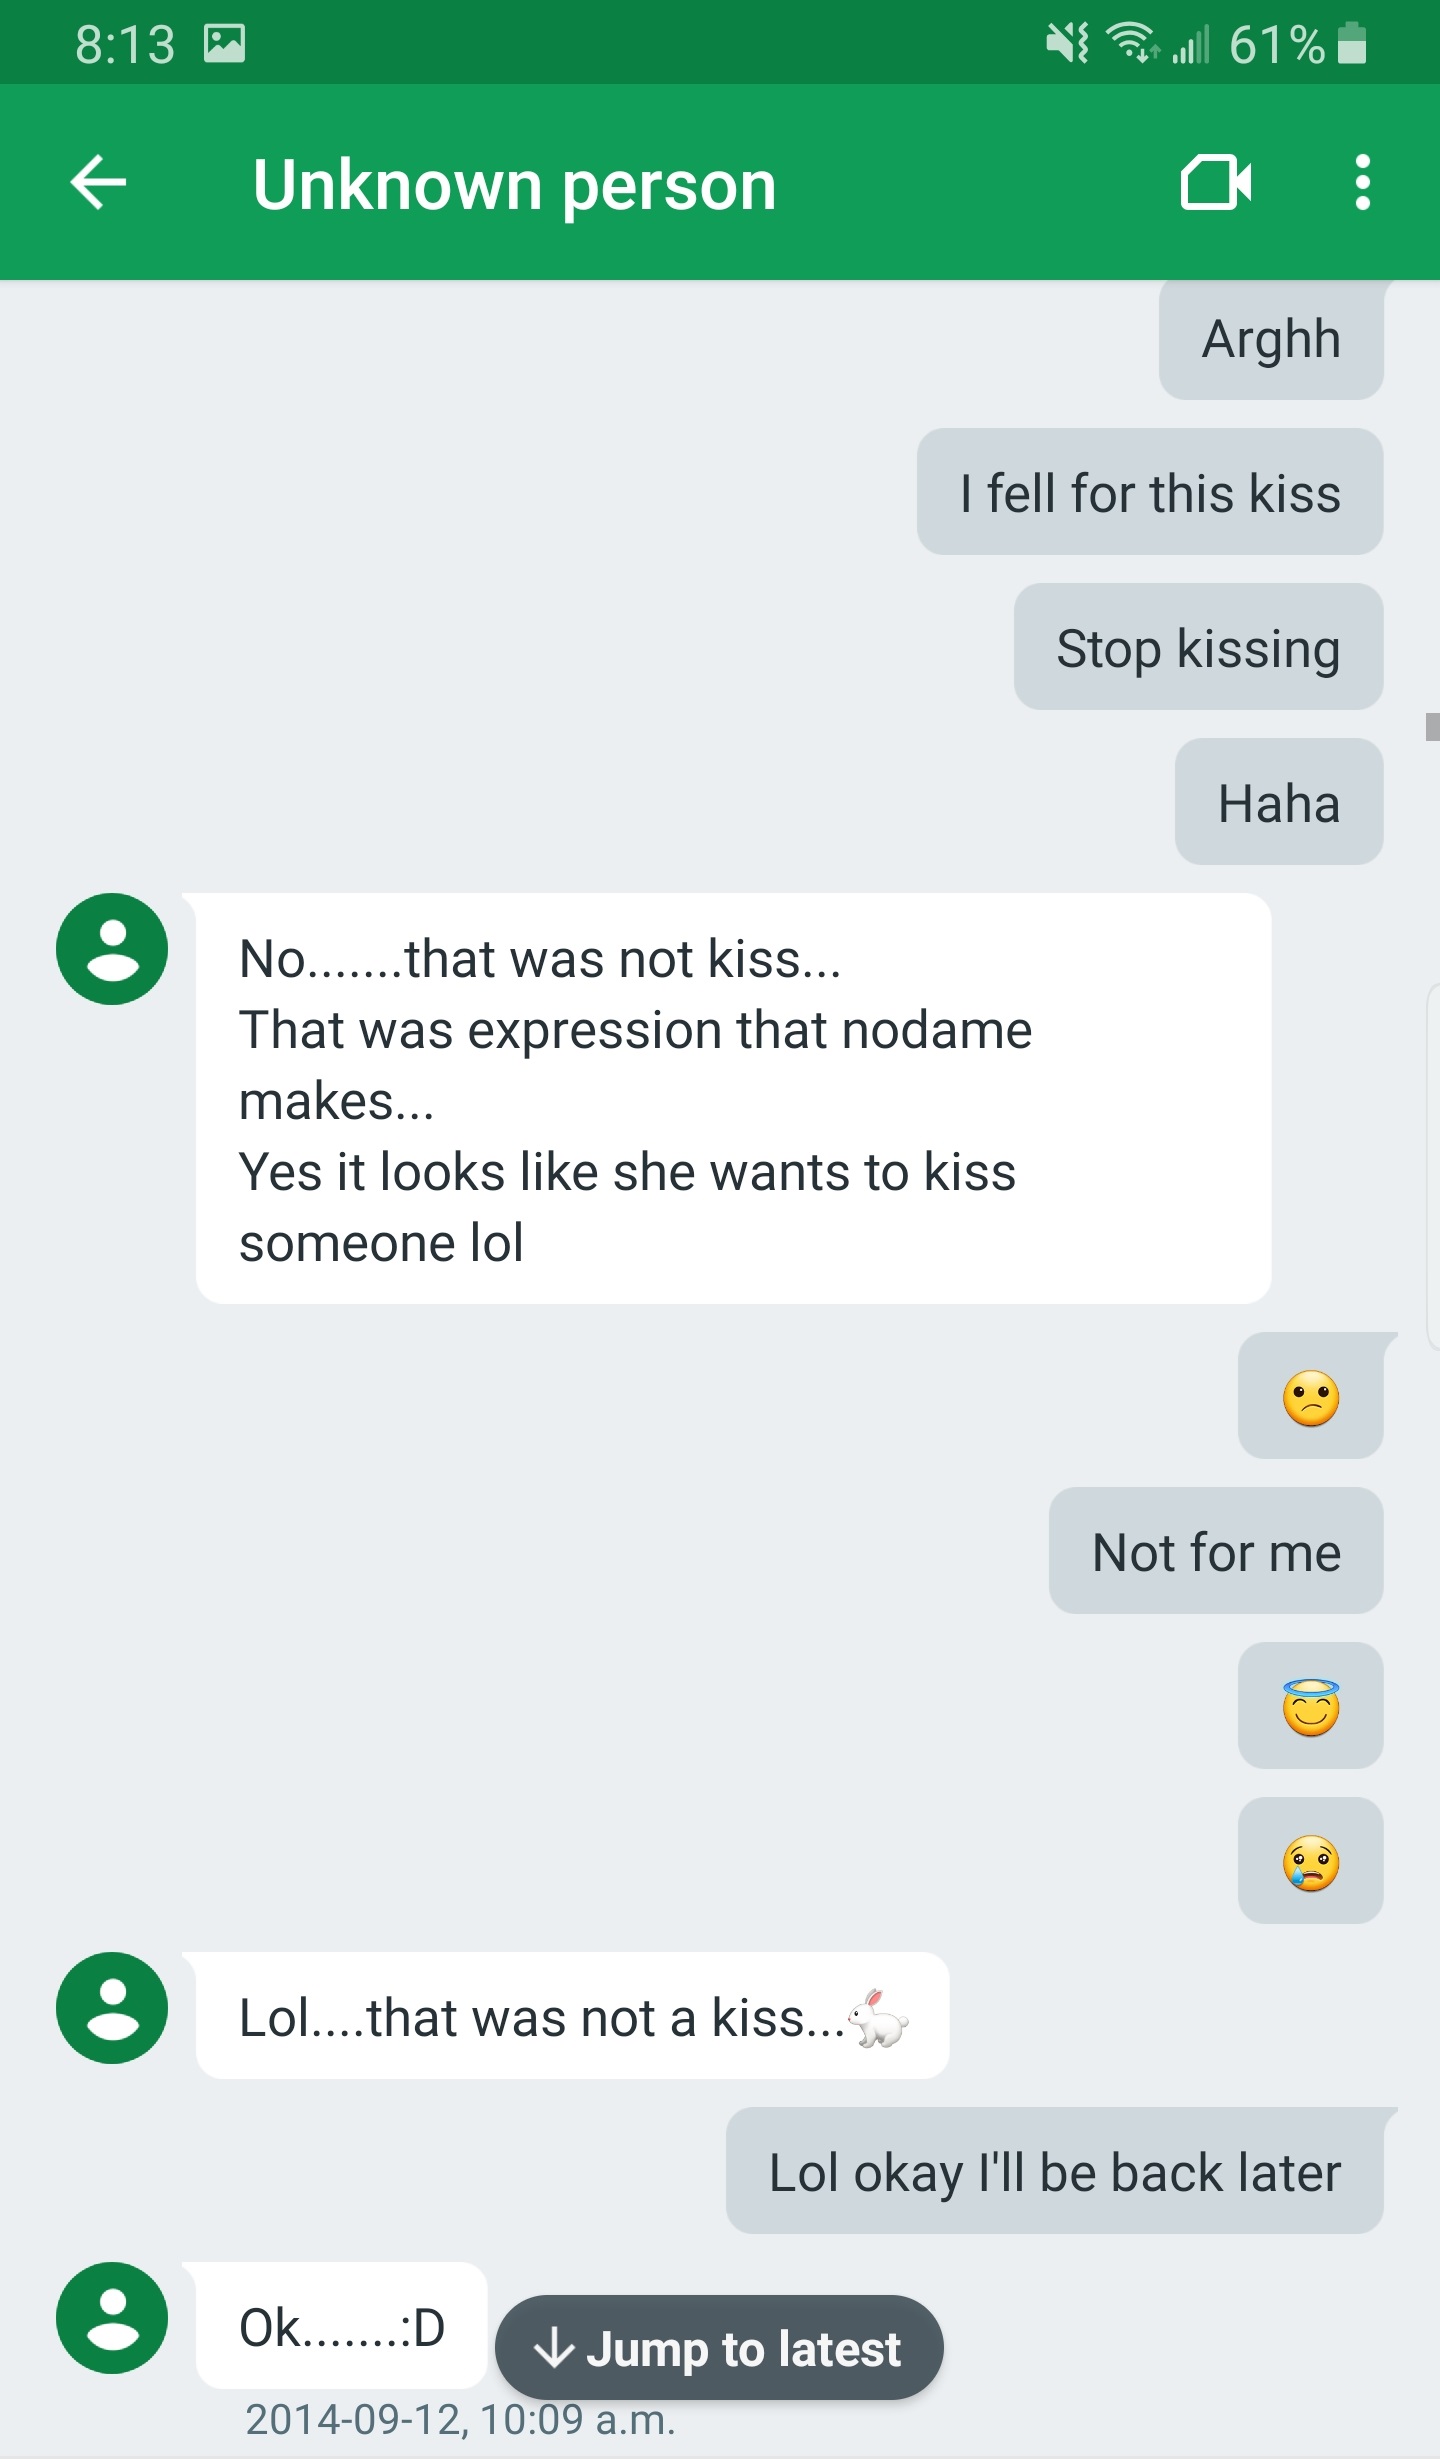 8:13
61%
Unknown person
Arghh
I fell for this kiss
Stop kissing
Haha
No.......that was not kiss...
That was expression that nodame
makes...
Yes it looks like she wants to kiss
someone lol
😕
Not for me
😇
😢
Lol....that was not a kiss...🐇
Lol okay I'll be back later
Ok.......:D
Jump to latest
2014-09-12, 10:09 a.m.